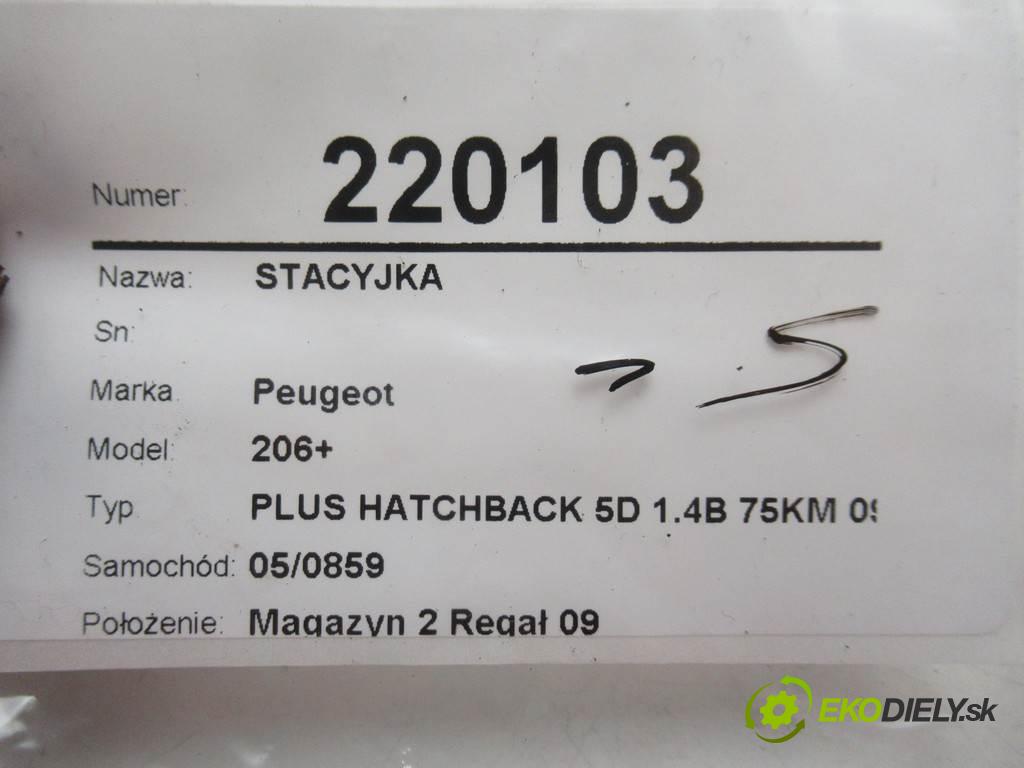 Numer: 220103
Nazwa: STACYJKA
Sn:
Marka Peugeot
Model: 206+
Typ PLUS HATCHBACK 5D 1.4B 75KM 09
Samochód: 05/0859
Położenie: Magazyn 2 Regał 09
EKODIELY.sk